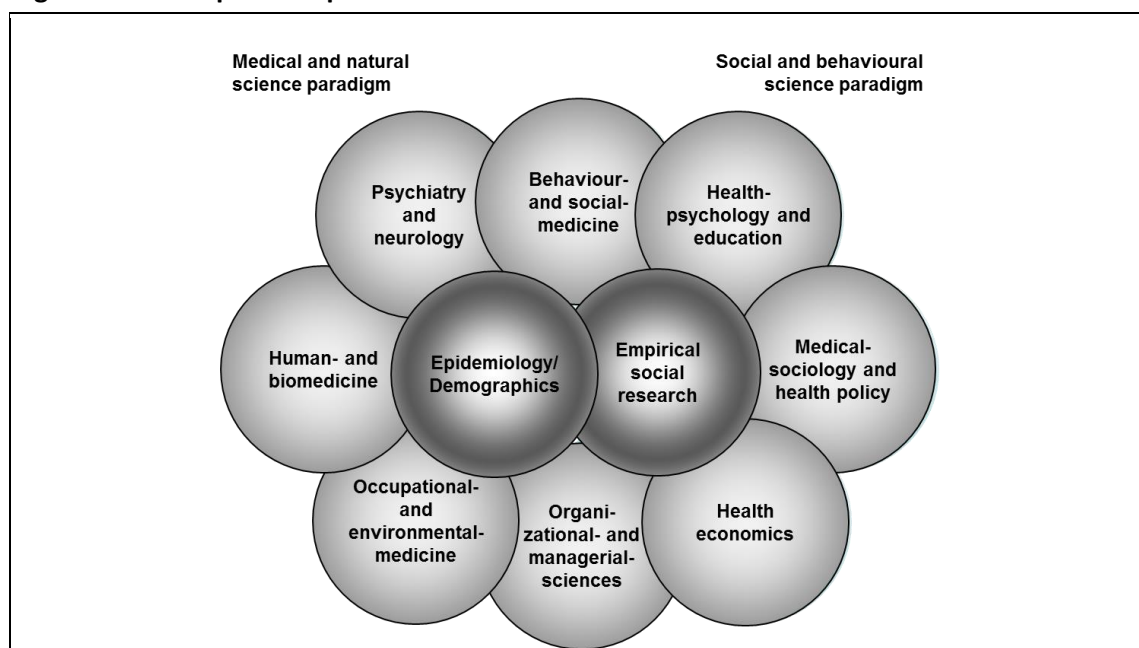 Medical and natural
science paradigm
Social and behavioural
science paradigm
Psychiatry
and
neurology
Behaviour-
and social-
medicine
Health-
psychology and
education
Human- and
biomedicine
Epidemiology/
Demographics
Empirical
social
research
Medical-
sociology and
health policy
Occupational-
and
environmental-
medicine
Organi-
zational- and
managerial-
sciences
Health
economics